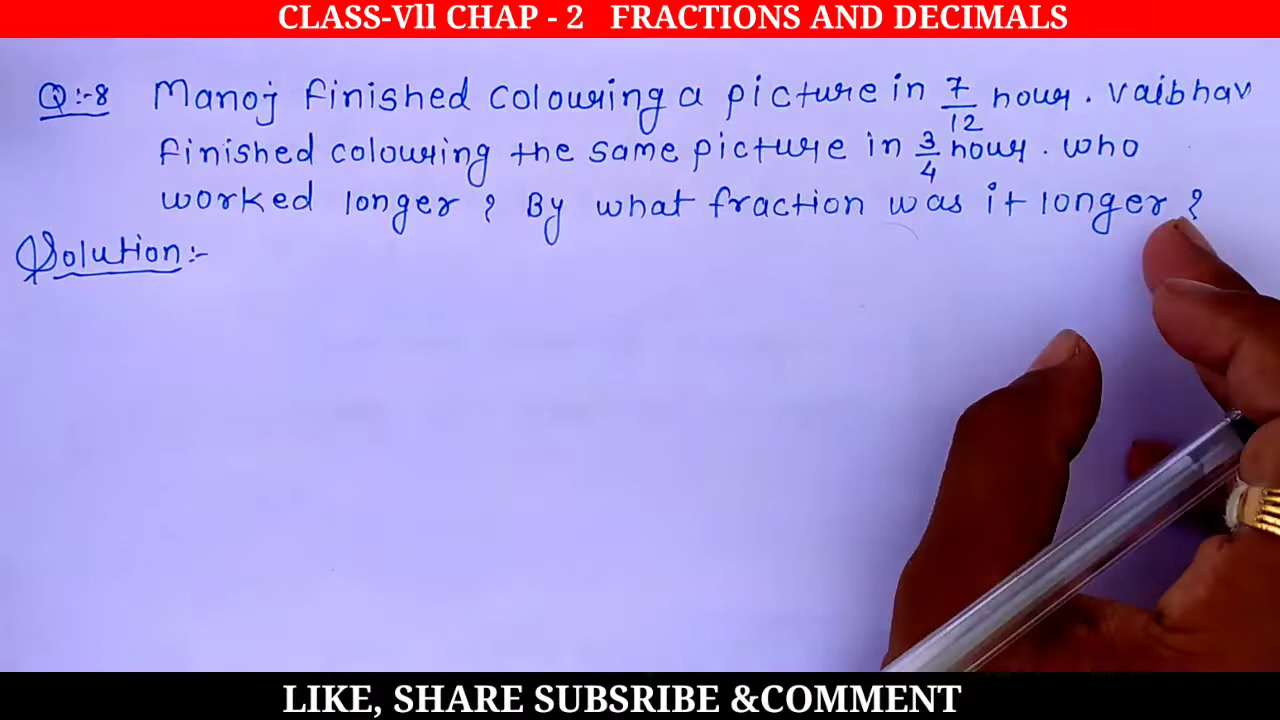 CLASS-Vll CHAP - 2 FRACTIONS AND DECIMALS
Q:-8 Manoj finished colouring a picture in 7/12 hour. Vaibhav
finished colouring the same picture in 3/4 hour. who
worked longer? By what fraction was it longer?
Solution:-
LIKE, SHARE SUBSRIBE &COMMENT